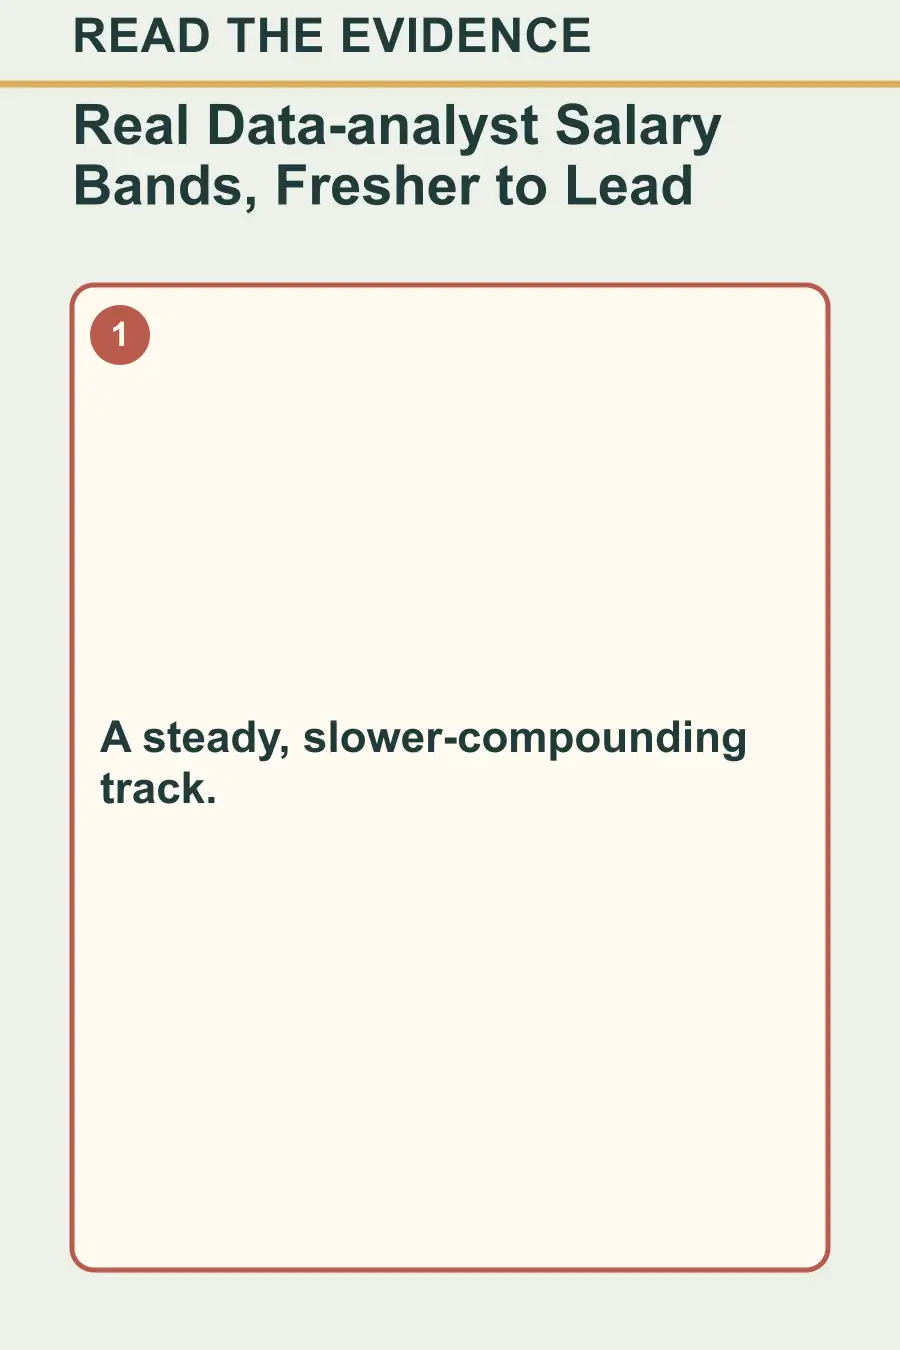 READ THE EVIDENCE
Real Data-analyst Salary
Bands, Fresher to Lead
1
A steady, slower-compounding
track.